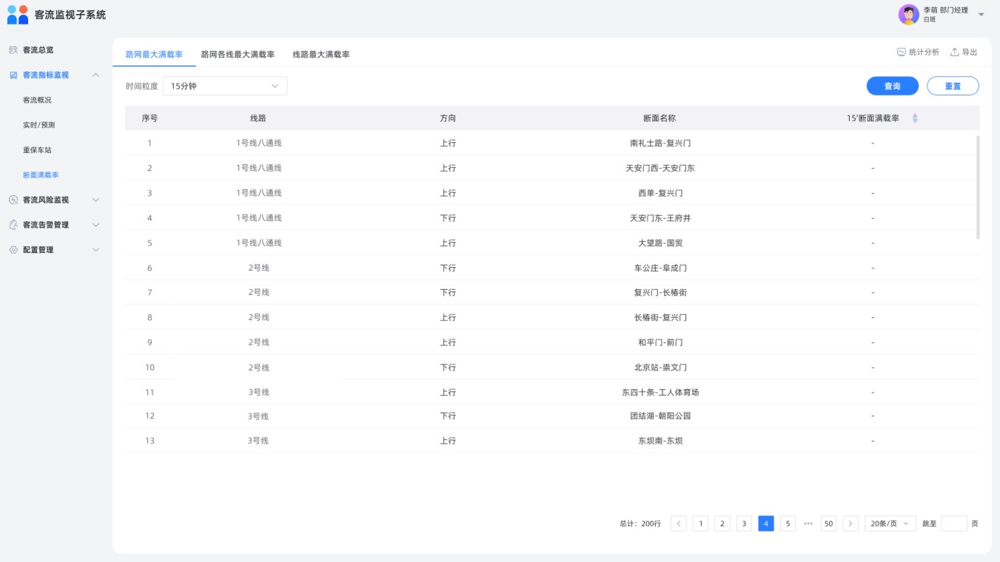 客流监视子系统
李萌 部门经理
白班
客流总览
客流指标监视
客流概况
实时/预测
重保车站
断面满载率
客流风险监视
客流告警管理
配置管理
路网最大满载率 路网各线最大满载率 线路最大满载率 统计分析 导出
时间粒度 15分钟 查询 重置
序号 线路 方向 断面名称 15'断面满载率
1 1号线八通线 上行 南礼士路-复兴门 -
2 1号线八通线 上行 天安门西-天安门东 -
3 1号线八通线 上行 西单-复兴门 -
4 1号线八通线 下行 天安门东-王府井 -
5 1号线八通线 上行 大望路-国贸 -
6 2号线 下行 车公庄-阜成门 -
7 2号线 下行 复兴门-长椿街 -
8 2号线 上行 长椿街-复兴门 -
9 2号线 上行 和平门-前门 -
10 2号线 下行 北京站-崇文门 -
11 3号线 上行 东四十条-工人体育场 -
12 3号线 下行 团结湖-朝阳公园 -
13 3号线 上行 东坝南-东坝 -
总计：200行 < 1 2 3 4 5 ••• 50 > 20条/页 跳至 页